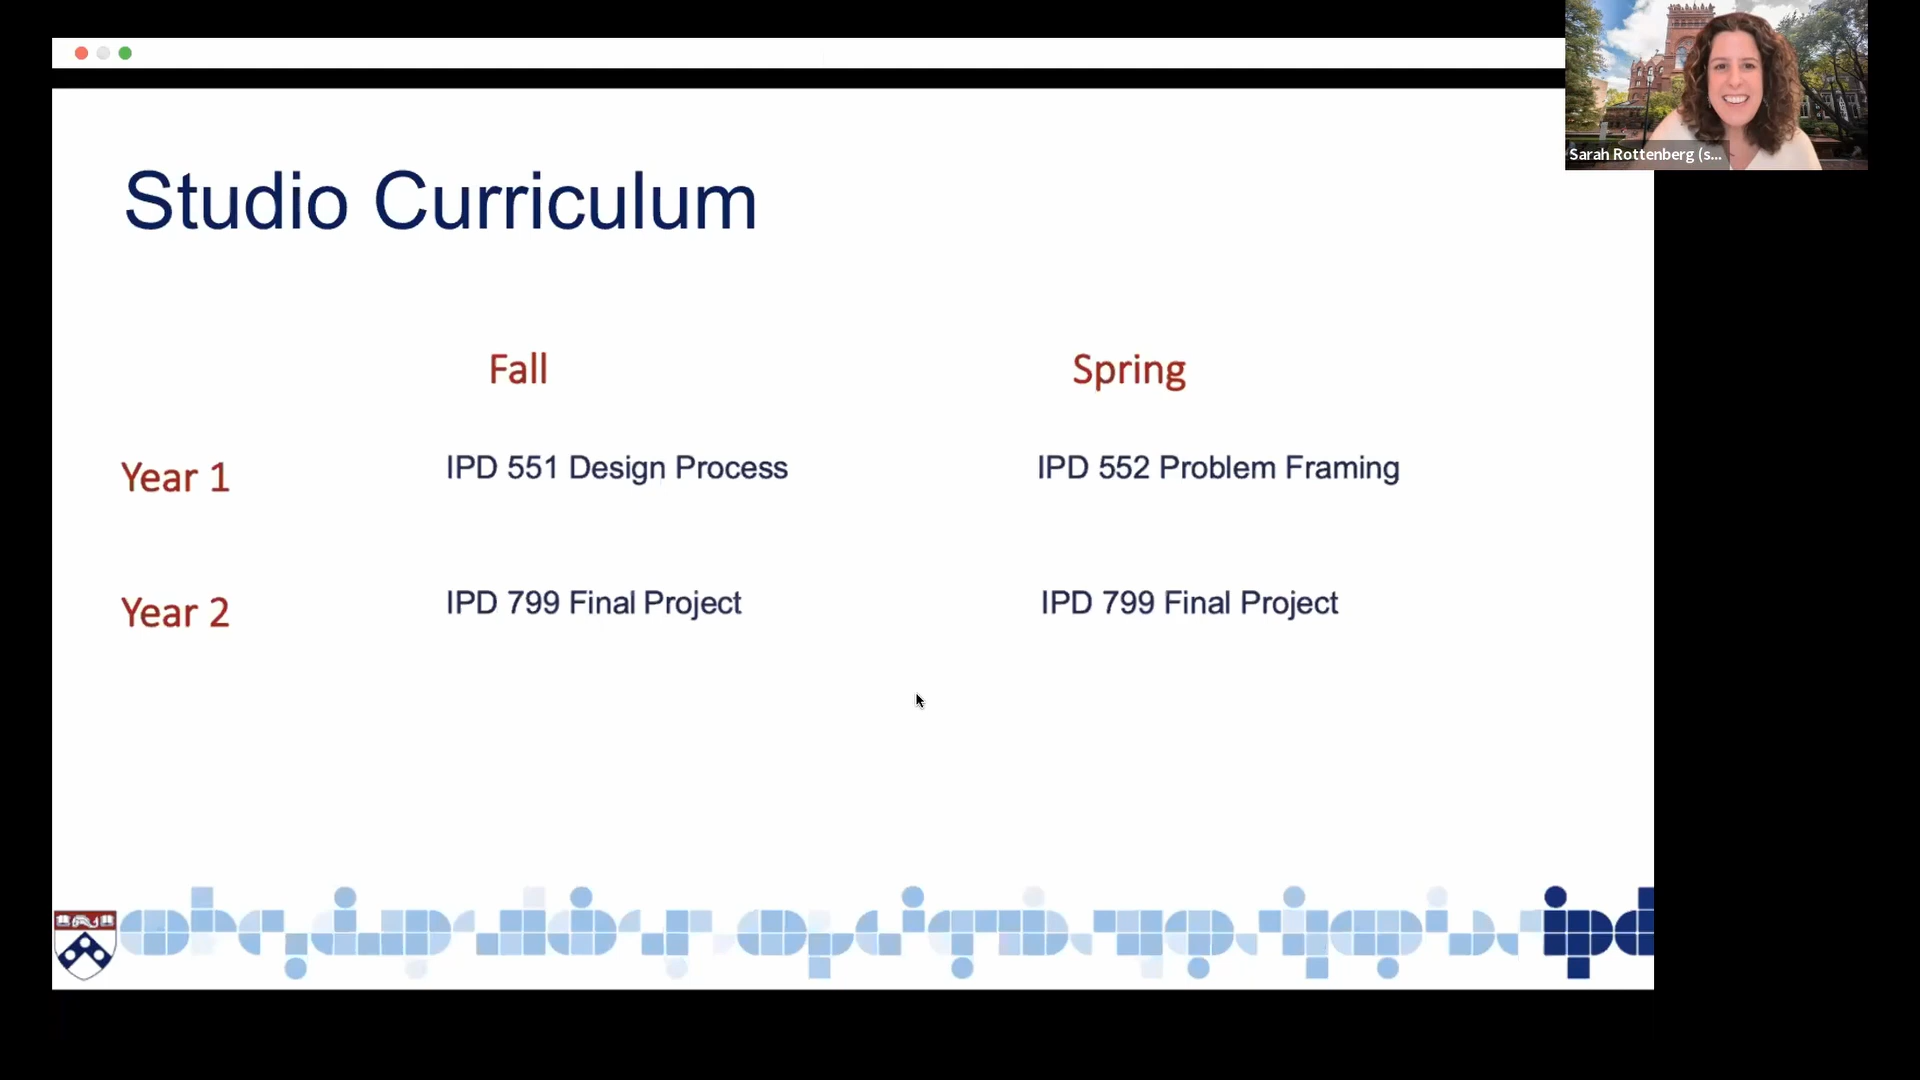 Sarah Rottenberg (s...
Studio Curriculum
Fall Spring
Year 1 IPD 551 Design Process IPD 552 Problem Framing
Year 2 IPD 799 Final Project IPD 799 Final Project
ipd